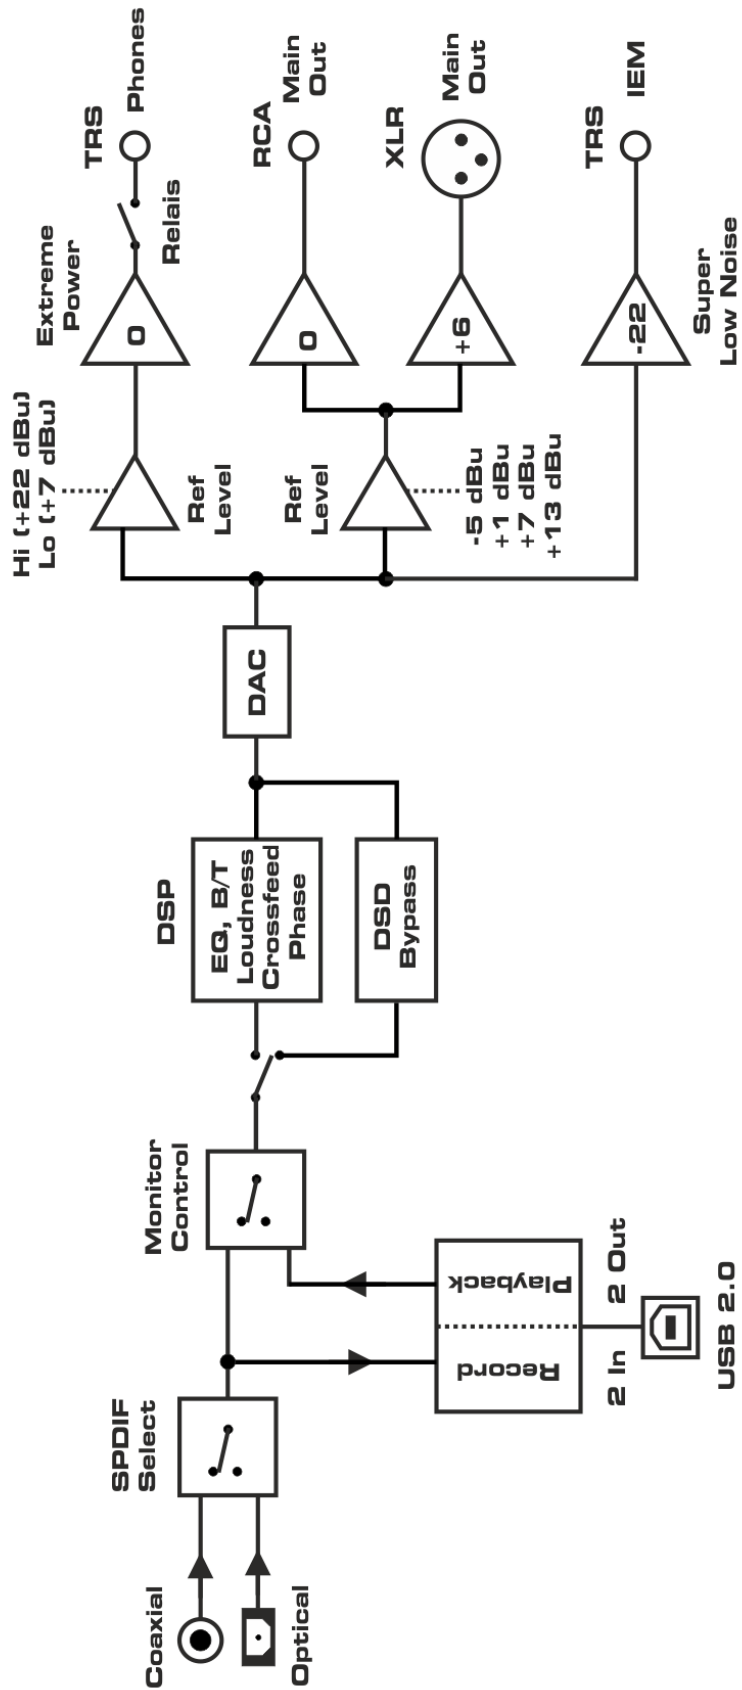 Coaxial
Optical
SPDIF
Select
Monitor
Control
Record
Playback
2 In
2 Out
USB 2.0
DSP
EQ, B/T
Loudness
Crossfeed
Phase
DSD
Bypass
DAC
Hi (+22 dBu)
Lo (+7 dBu)
Ref
Level
Ref
Level
-5 dBu
+1 dBu
+7 dBu
+13 dBu
Extreme
Power
0
Relais
TRS
Phones
0
RCA
Main
Out
+6
XLR
Main
Out
-22
Super
Low Noise
TRS
IEM